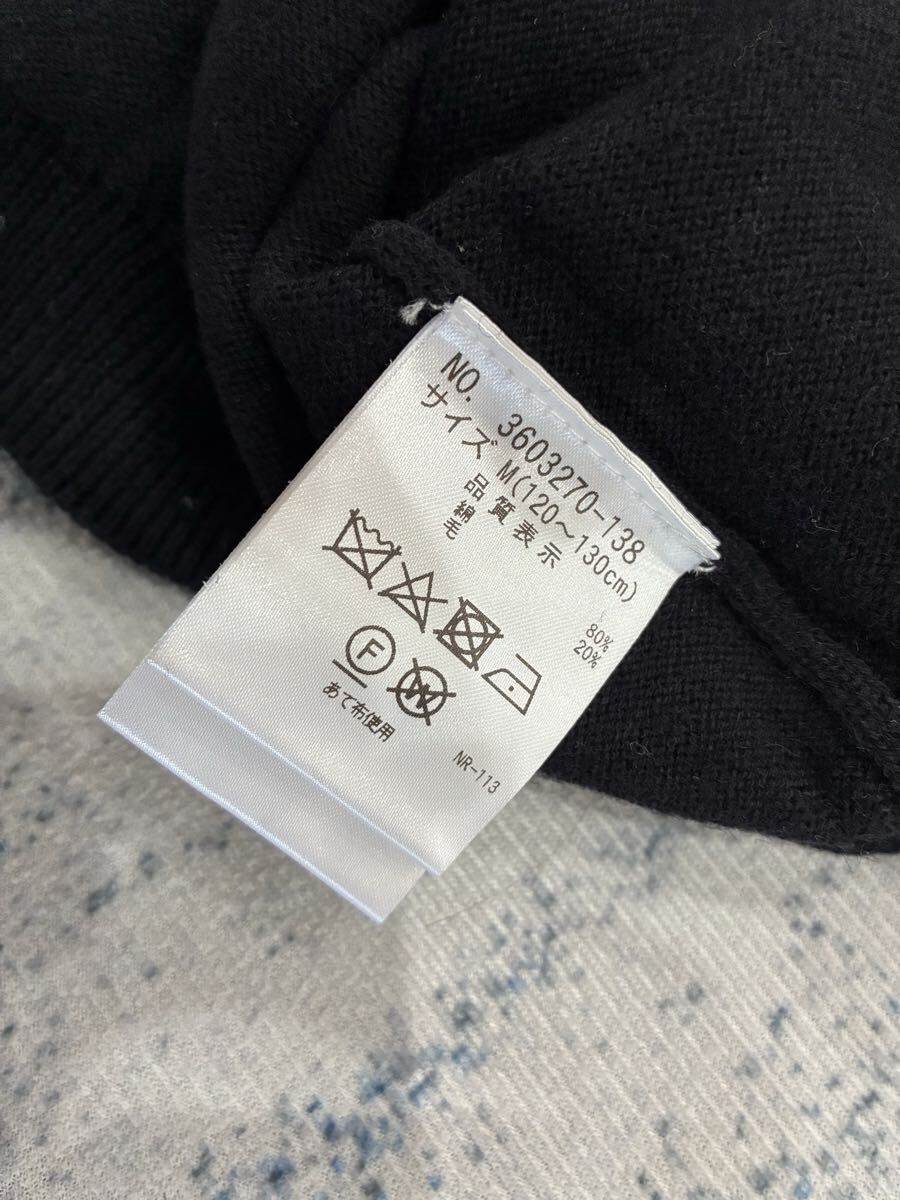 NO. 3603270-138
サイズ M(120～130cm)
品質表示
綿 80%
毛 20%
F
W
あて布使用
NR-113